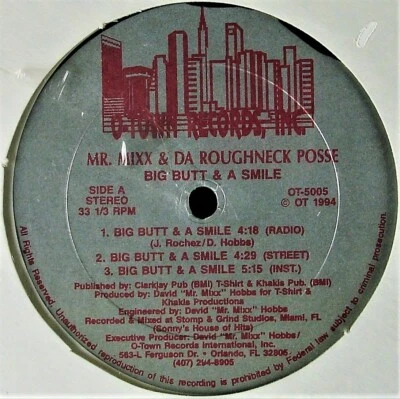 O-TOWN RECORDS, INC.
MR. MIXX & DA ROUGHNECK POSSE
BIG BUTT & A SMILE
SIDE A
STEREO
33 1/3 RPM
OT-5005
© OT 1994
1. BIG BUTT & A SMILE 4:18 (RADIO)
(J. Rochez/D. Hobbs)
2. BIG BUTT & A SMILE 4:29 (STREET)
3. BIG BUTT & A SMILE 5:15 (INST.)
Published by: Clarkjay Pub (BMI) T-Shirt & Khakis Pub. (BMI)
Produced by: David "Mr. Mixx" Hobbs for T-Shirt &
Khakis Productions
Engineered by: David "Mr. Mixx" Hobbs
Recorded & Mixed at Stomp & Grind Studios, Miami, FL
(Sonny's House of Hits)
Executive Producer: David "Mr. Mixx" Hobbs/
O-Town Records International, Inc.
563-L Ferguson Dr. • Orlando, FL 32805
(407) 294-8905
All Rights Reserved. Unauthorized reproduction of this recording is prohibited by Federal law subject to criminal prosecution.